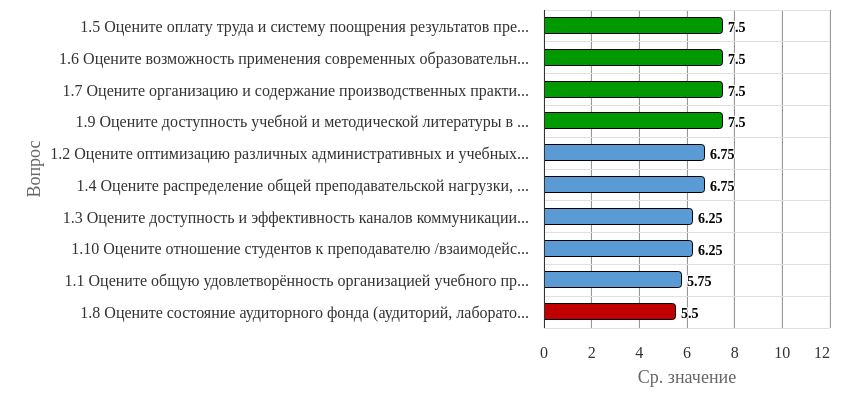 1.5 Оцените оплату труда и систему поощрения результатов пре... 7.5
1.6 Оцените возможность применения современных образовательн... 7.5
1.7 Оцените организацию и содержание производственных практи... 7.5
1.9 Оцените доступность учебной и методической литературы в ... 7.5
1.2 Оцените оптимизацию различных административных и учебных... 6.75
1.4 Оцените распределение общей преподавательской нагрузки, ... 6.75
1.3 Оцените доступность и эффективность каналов коммуникации... 6.25
1.10 Оцените отношение студентов к преподавателю /взаимодейс... 6.25
1.1 Оцените общую удовлетворённость организацией учебного пр... 5.75
1.8 Оцените состояние аудиторного фонда (аудиторий, лаборато... 5.5
Вопрос
0 2 4 6 8 10 12
Ср. значение